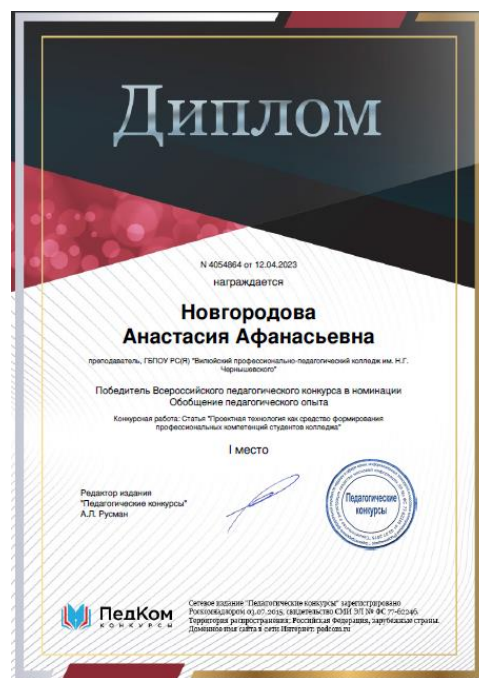 Диплом
N 4054864 от 12.04.2023
награждается
Новгородова
Анастасия Афанасьевна
преподаватель, ГБПОУ РС(Я) "Вилюйский профессионально-педагогический колледж им. Н.Г.
Чернышевского"
Победитель Всероссийского педагогического конкурса в номинации
Обобщение педагогического опыта
Конкурсная работа: Статья "Проектная технология как средство формирования
профессиональных компетенций студентов колледжа"
I место
Редактор издания
"Педагогические конкурсы"
А.Л. Русман
Педагогические
конкурсы
ПедКом
КОНКУРСЫ
Сетевое издание "Педагогические конкурсы" зарегистрировано
Роскомнадзором 03.07.2015, свидетельство СМИ ЭЛ № ФС 77-62246.
Территория распространения: Российская Федерация, зарубежные страны.
Доменное имя сайта в сети Интернет: pedcom.ru